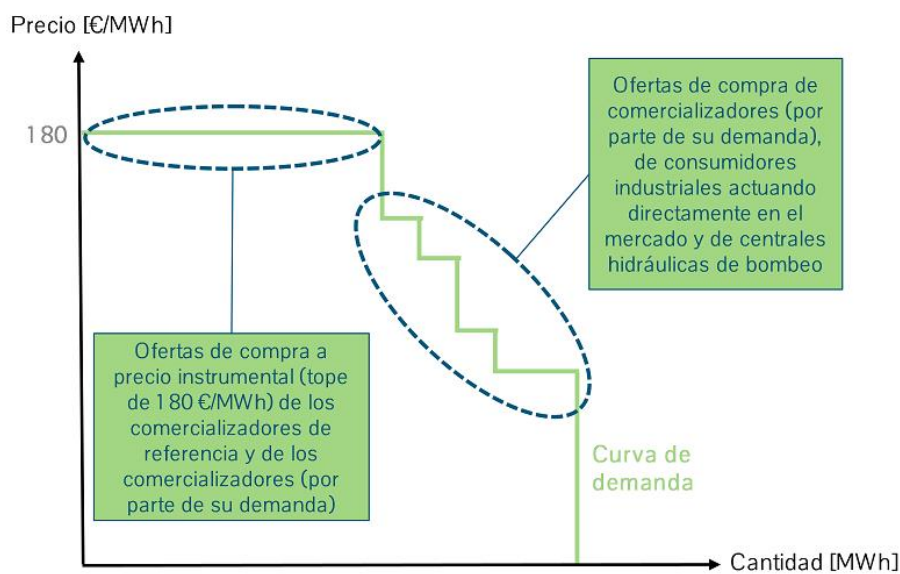 Precio [€/MWh]
180
Ofertas de compra de
comercializadores (por
parte de su demanda),
de consumidores
industriales actuando
directamente en el
mercado y de centrales
hidráulicas de bombeo
Ofertas de compra a
precio instrumental (tope
de 180 €/MWh) de los
comercializadores de
referencia y de los
comercializadores (por
parte de su demanda)
Curva de
demanda
Cantidad [MWh]